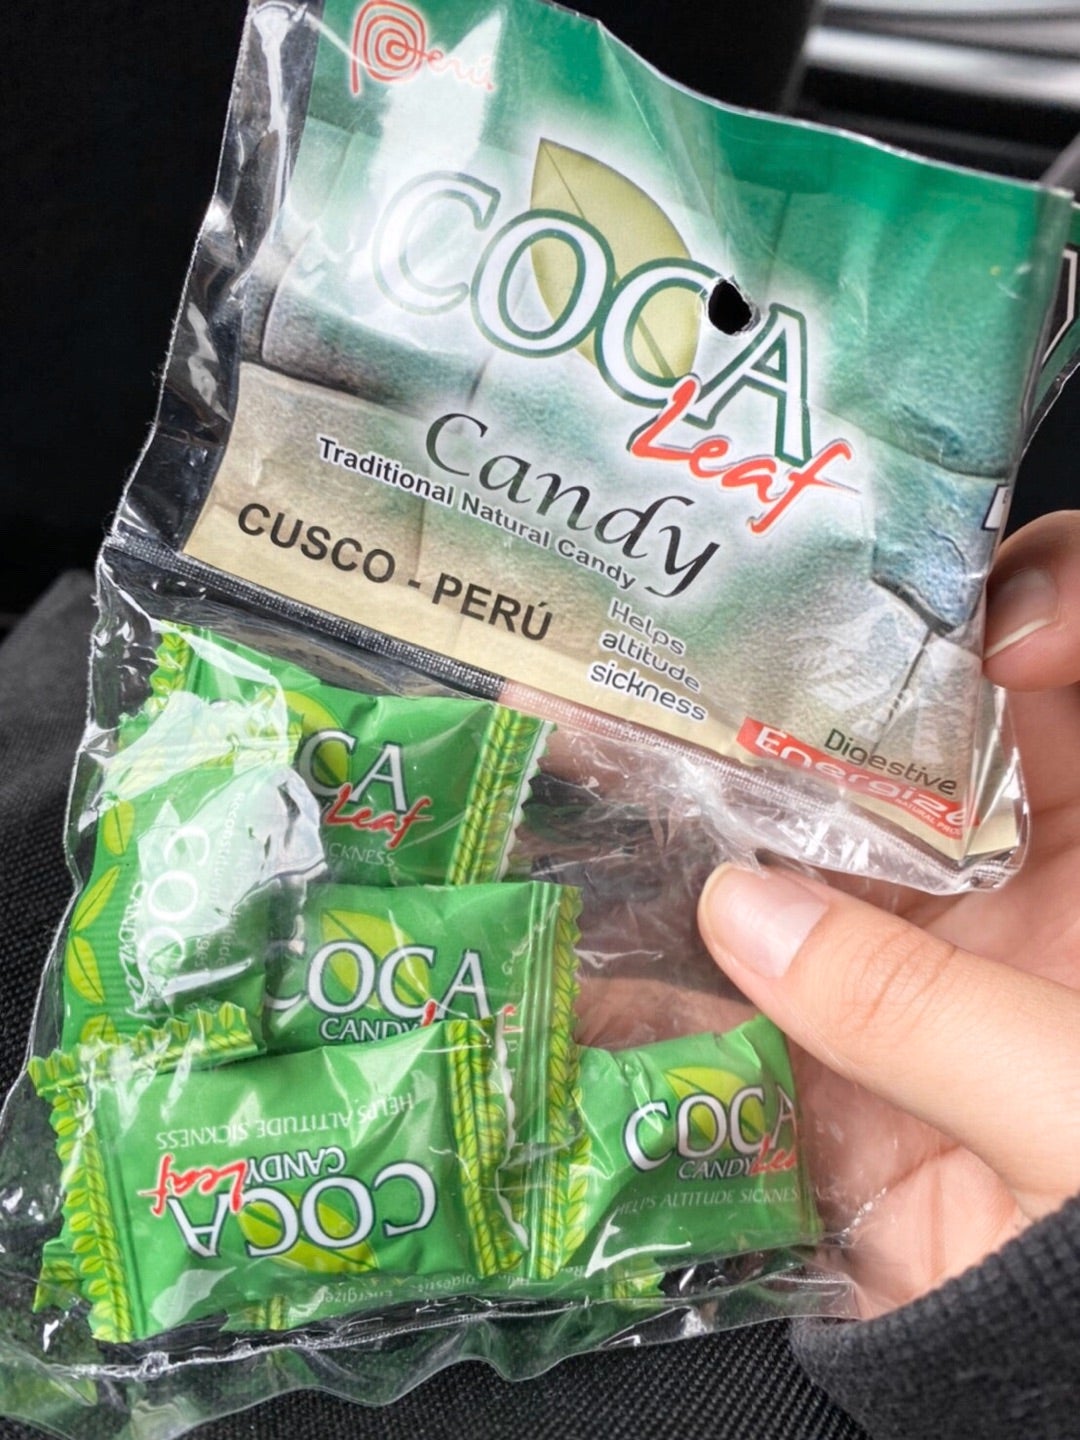 Perú
COCA
Leaf
Candy
Traditional Natural Candy
CUSCO - PERÚ
Helps
altitude
sickness
Digestive
Energize
COCA
Leaf
COCA
CANDY
HELPS ALTITUDE SICKNESS
COCA
CANDY Leaf
COCA
CANDY Leaf
HELPS ALTITUDE SICKNESS